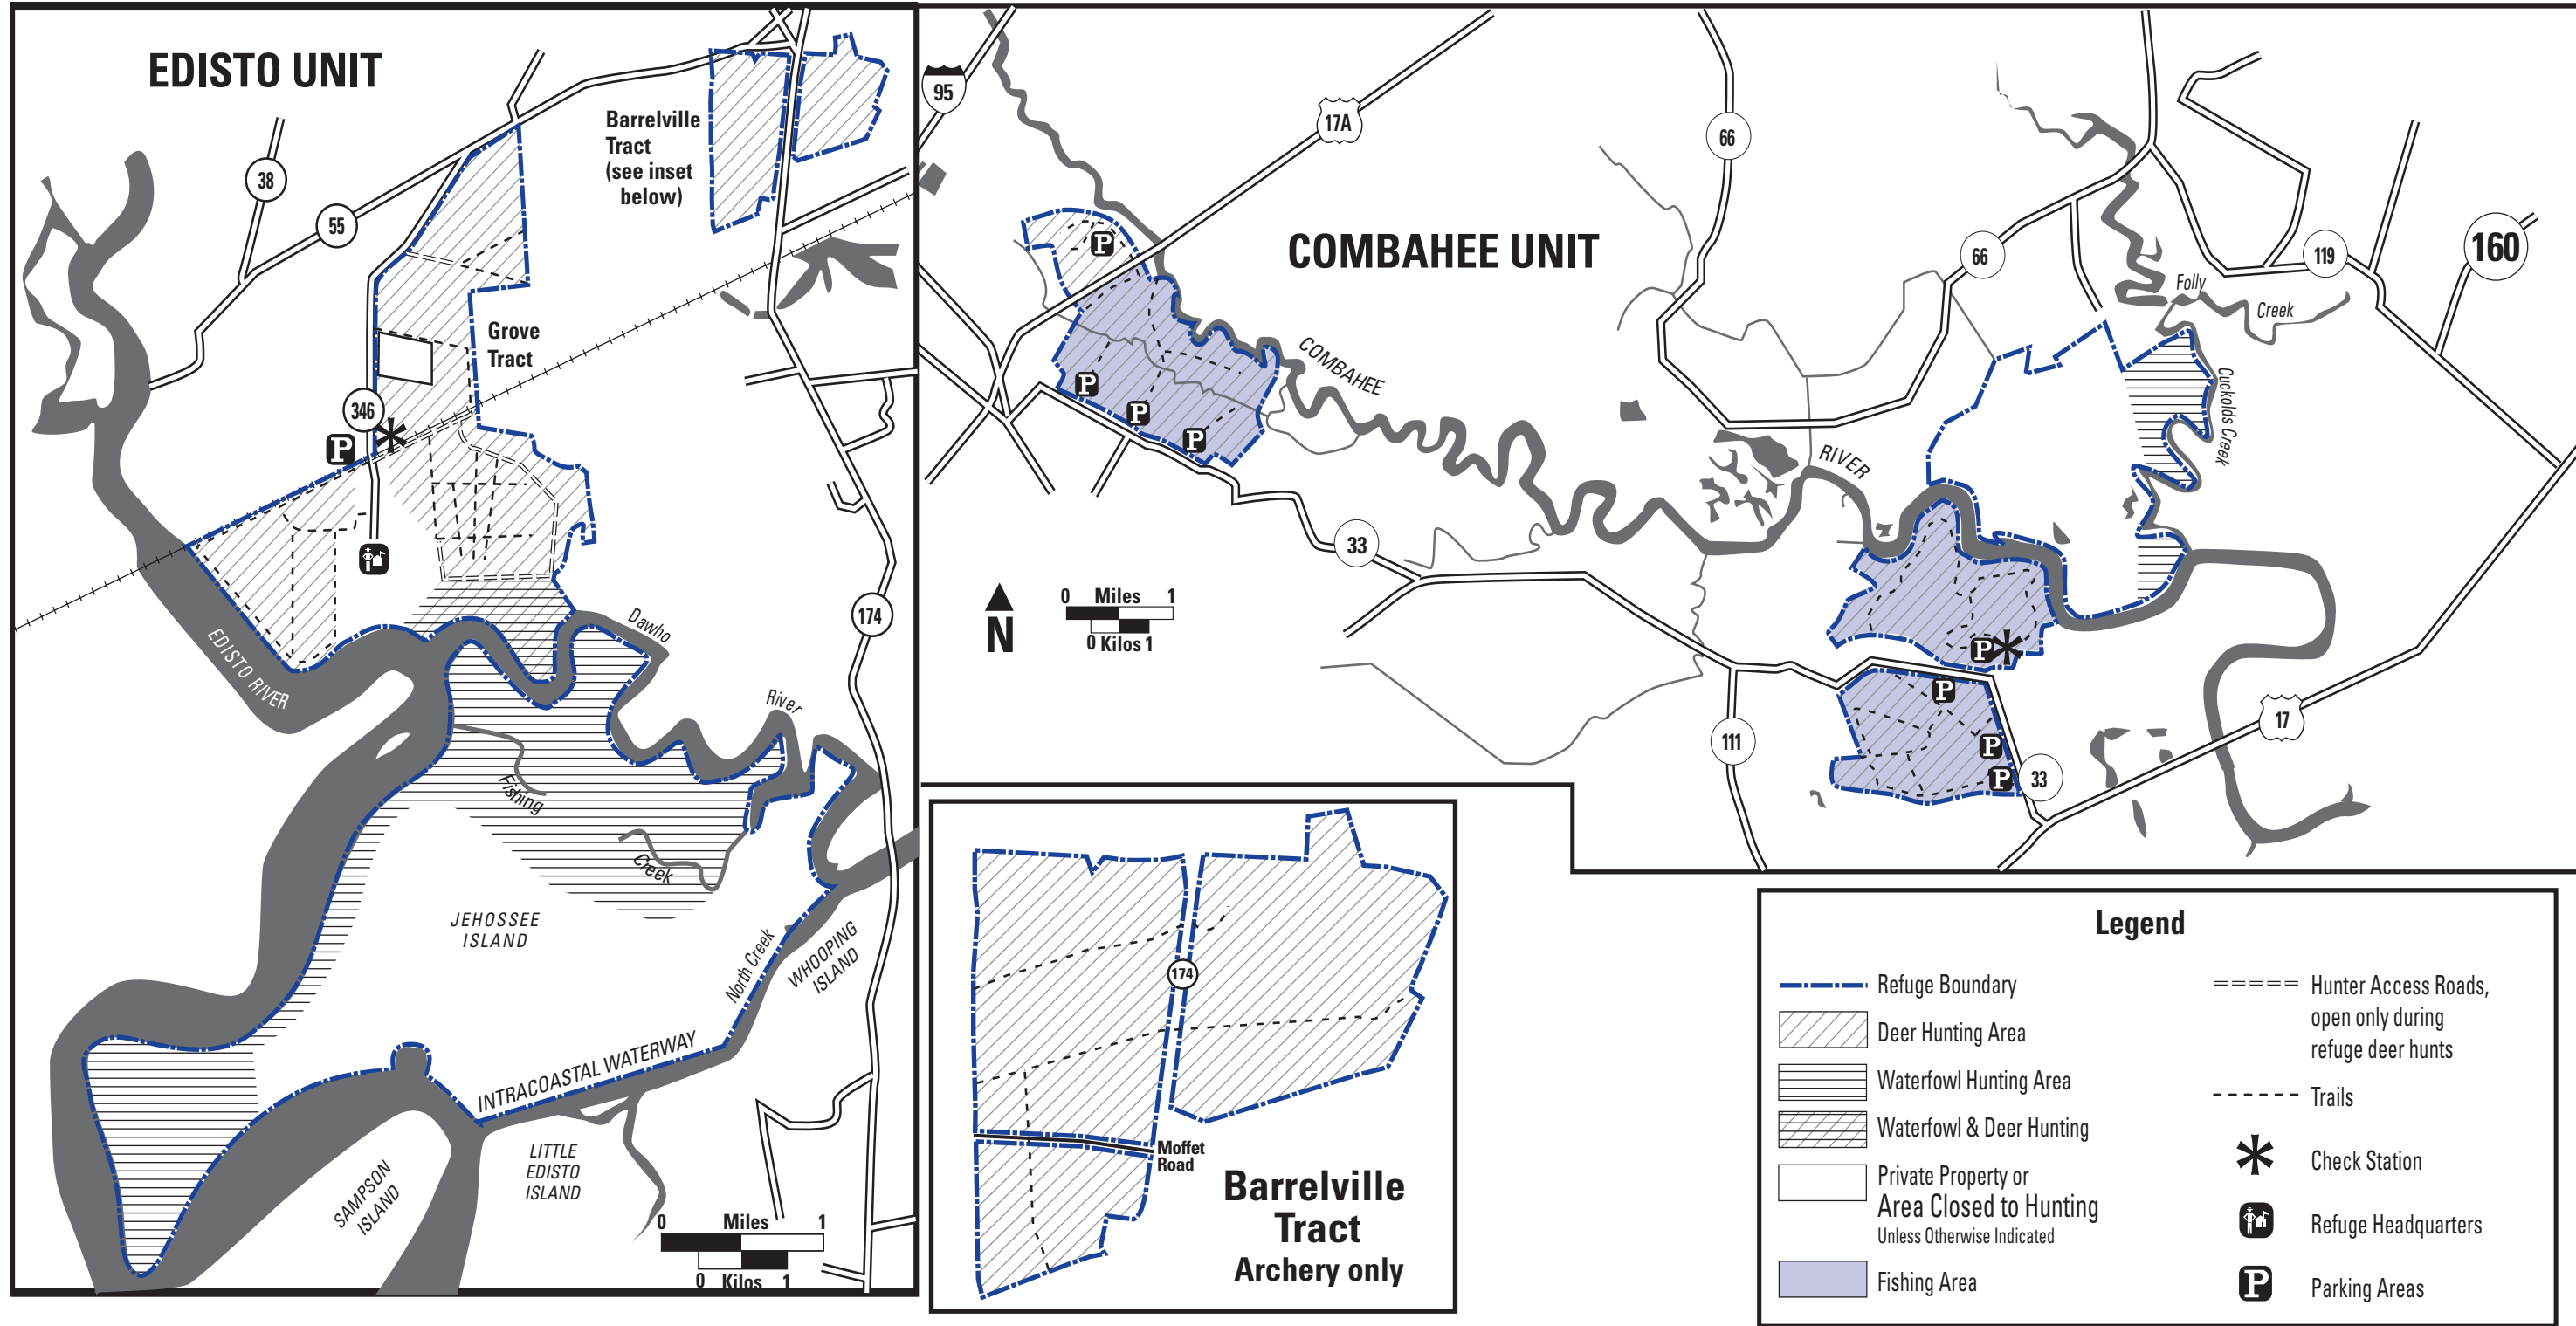 EDISTO UNIT
38
55
Barrelville
Tract
(see inset
below)
Grove
Tract
346
P
174
EDISTO RIVER
Dawho
River
Fishing
Creek
JEHOSSEE
ISLAND
North Creek
WHOOPING
ISLAND
INTRACOASTAL WATERWAY
LITTLE
EDISTO
ISLAND
SAMPSON
ISLAND
0 Miles 1
0 Kilos 1
COMBAHEE UNIT
95
17A
66
66
119
160
P
P
P
P
COMBAHEE
RIVER
Folly
Creek
Cuckolds Creek
33
N
0 Miles 1
0 Kilos 1
P
P
P
P
111
33
17
174
Moffet
Road
Barrelville
Tract
Archery only
Legend
Refuge Boundary
Deer Hunting Area
Waterfowl Hunting Area
Waterfowl & Deer Hunting
Private Property or
Area Closed to Hunting
Unless Otherwise Indicated
Fishing Area
Hunter Access Roads,
open only during
refuge deer hunts
Trails
Check Station
Refuge Headquarters
P Parking Areas